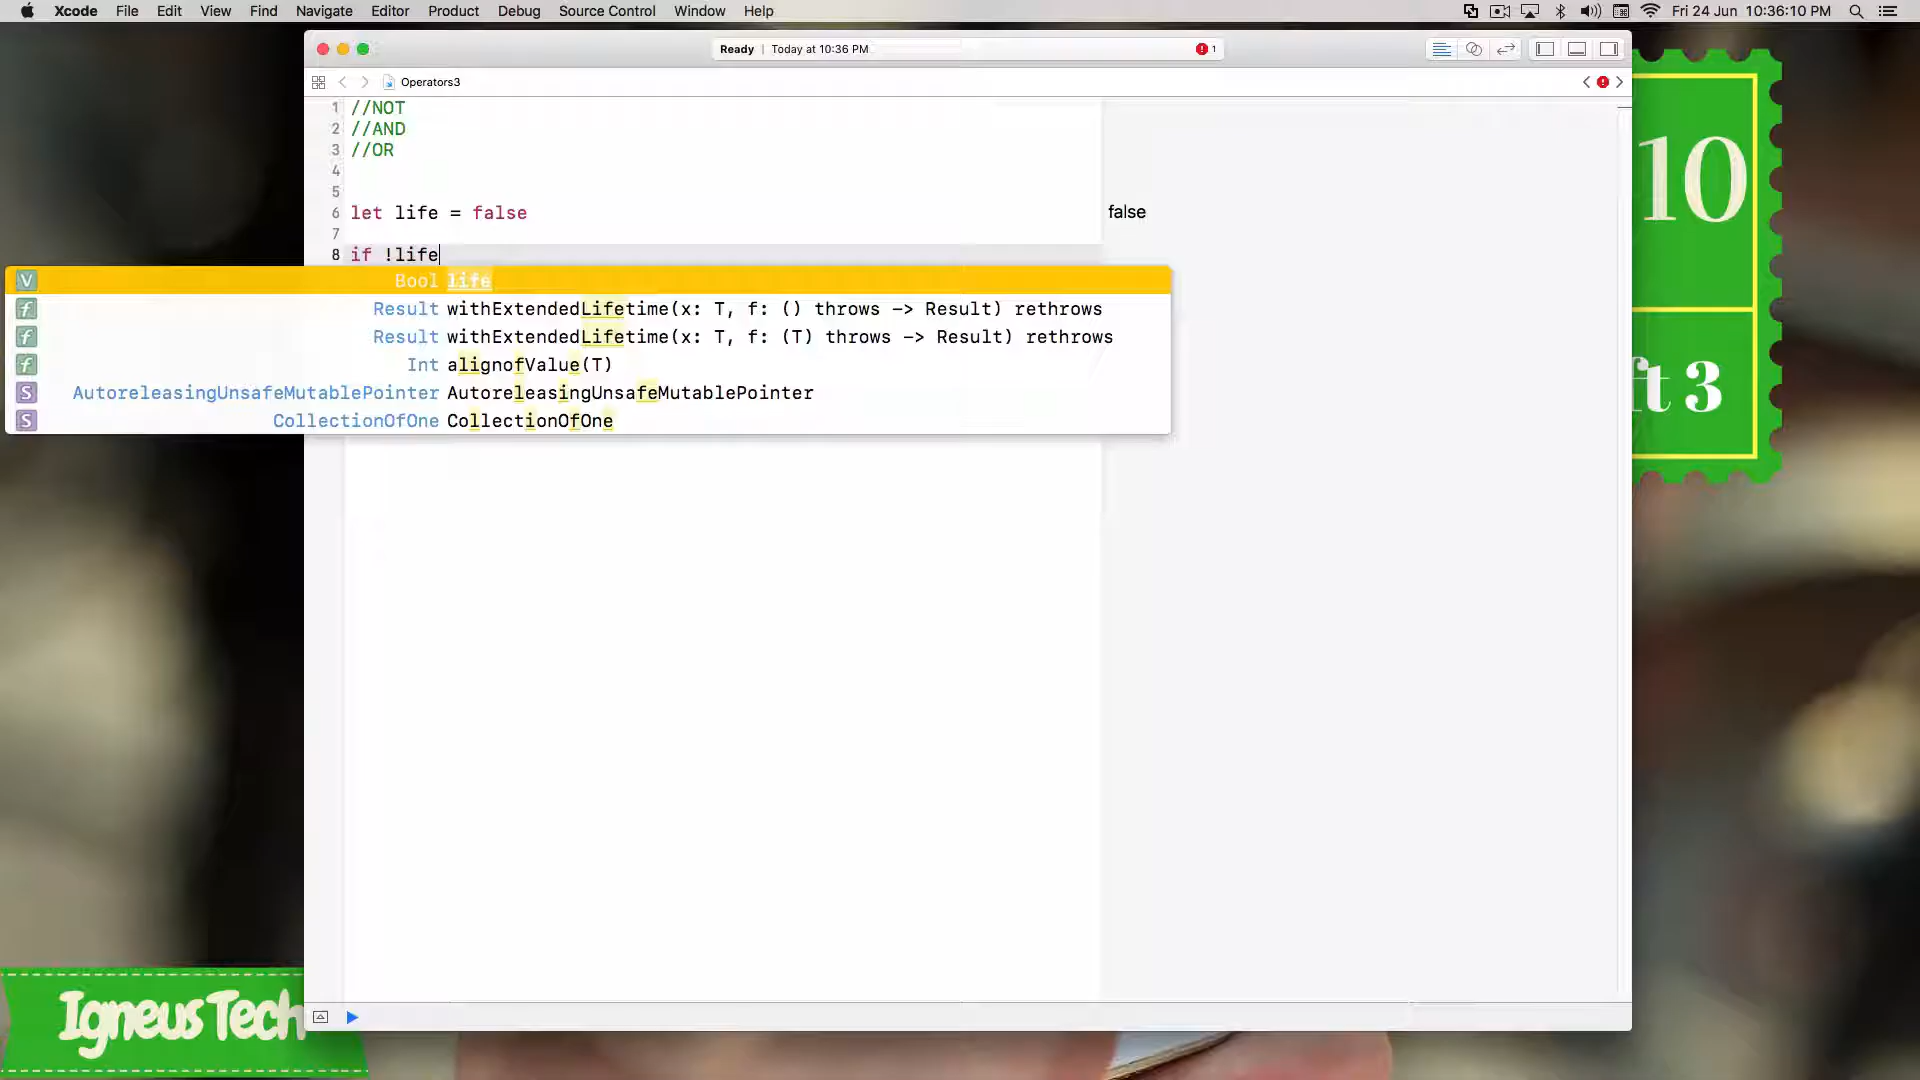 Xcode File Edit View Find Navigate Editor Product Debug Source Control Window Help Fri 24 Jun 10:36:10 PM
Ready | Today at 10:36 PM 1
Operators3
1 //NOT
2 //AND
3 //OR
4
5
6 let life = false false
7
8 if !life
V Bool life
f Result withExtendedLifetime(x: T, f: () throws -> Result) rethrows
f Result withExtendedLifetime(x: T, f: (T) throws -> Result) rethrows
f Int alignofValue(T)
S AutoreleasingUnsafeMutablePointer AutoreleasingUnsafeMutablePointer
S CollectionOfOne CollectionOfOne
10
ft 3
Igneus Tech